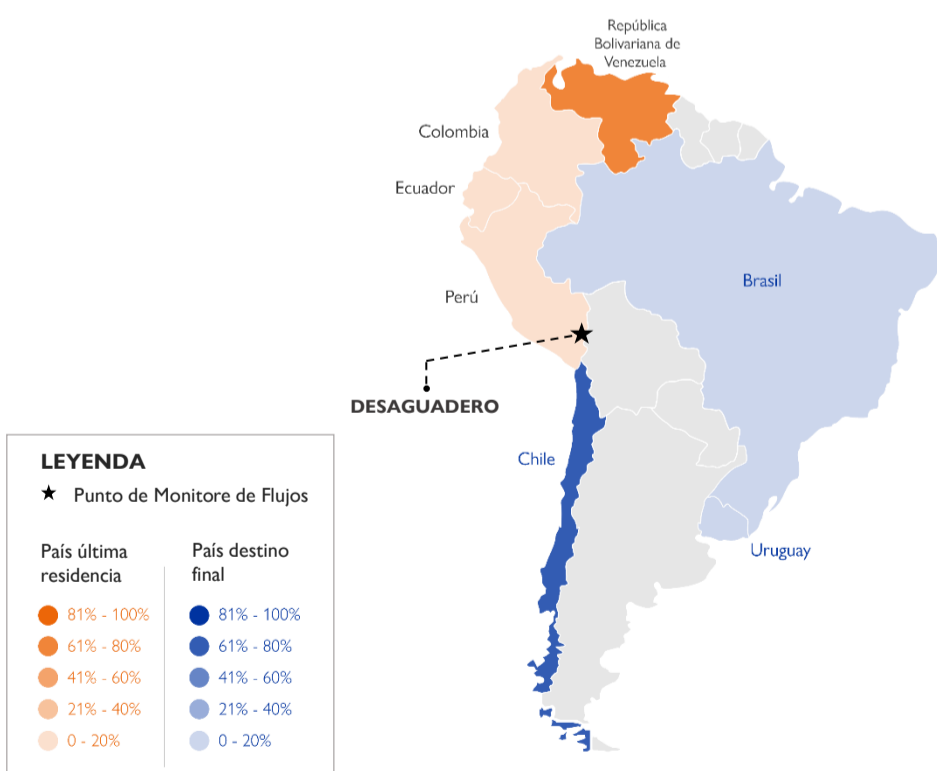 República
Bolivariana de
Venezuela
Colombia
Ecuador
Brasil
Perú
DESAGUADERO
Chile
Uruguay
LEYENDA
Punto de Monitore de Flujos
País última
residencia
81% - 100%
61% - 80%
41% - 60%
21% - 40%
0 - 20%
País destino
final
81% - 100%
61% - 80%
41% - 60%
21% - 40%
0 - 20%